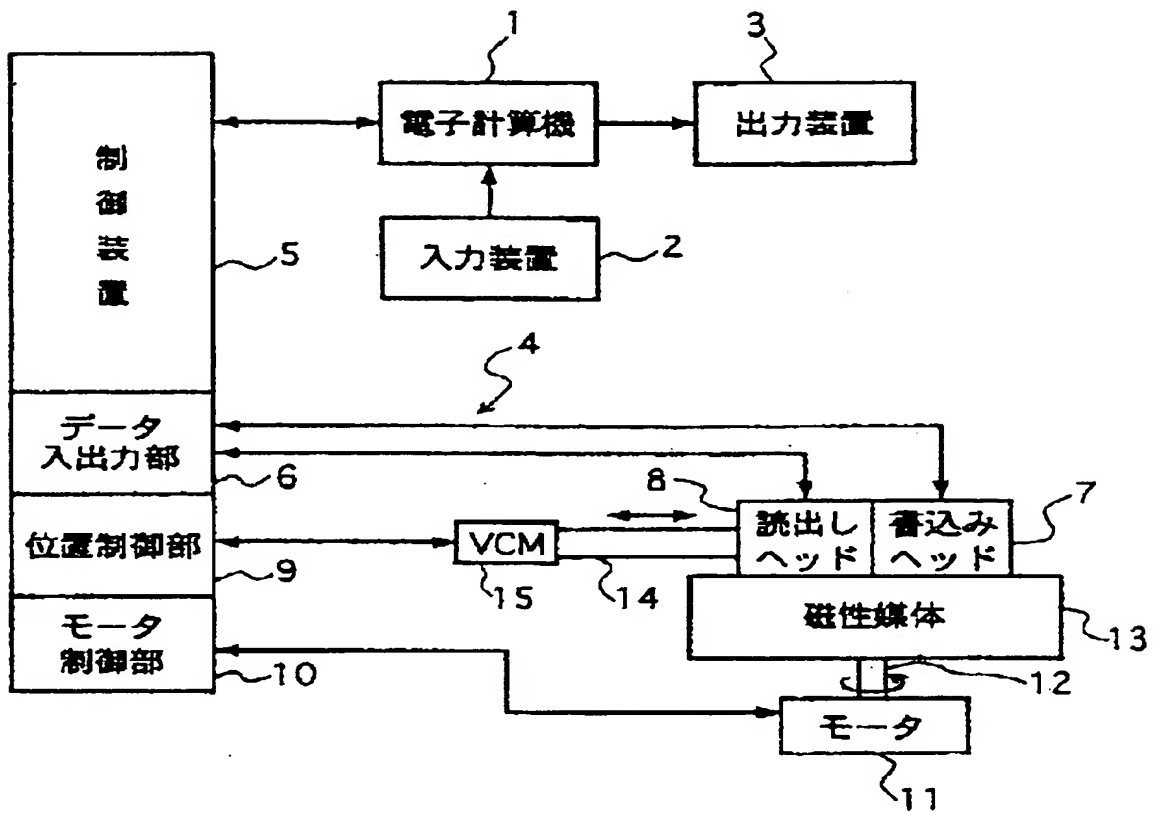 1
3
電子計算機
出力装置
制
御
装
置
5
入力装置
2
4
データ
入出力部
6
8
読出し
ヘッド
書込み
ヘッド
7
位置制御部
9
VCM
15
14
磁性媒体
13
モータ
制御部
10
12
モータ
11